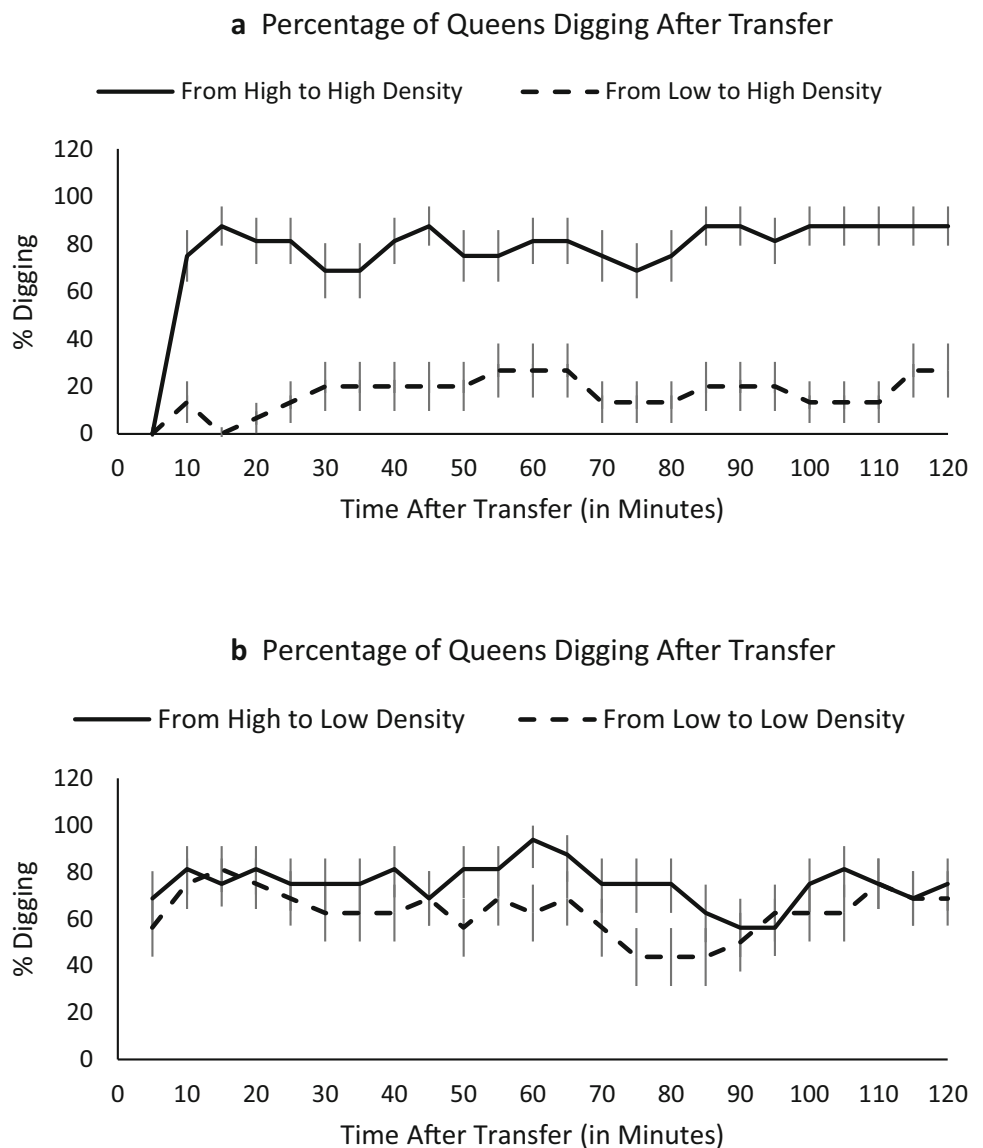 a Percentage of Queens Digging After Transfer
From High to High Density From Low to High Density
120
100
80
60
40
20
0
% Digging
0 10 20 30 40 50 60 70 80 90 100 110 120
Time After Transfer (in Minutes)
b Percentage of Queens Digging After Transfer
From High to Low Density From Low to Low Density
120
100
80
60
40
20
0
% Digging
0 10 20 30 40 50 60 70 80 90 100 110 120
Time After Transfer (in Minutes)